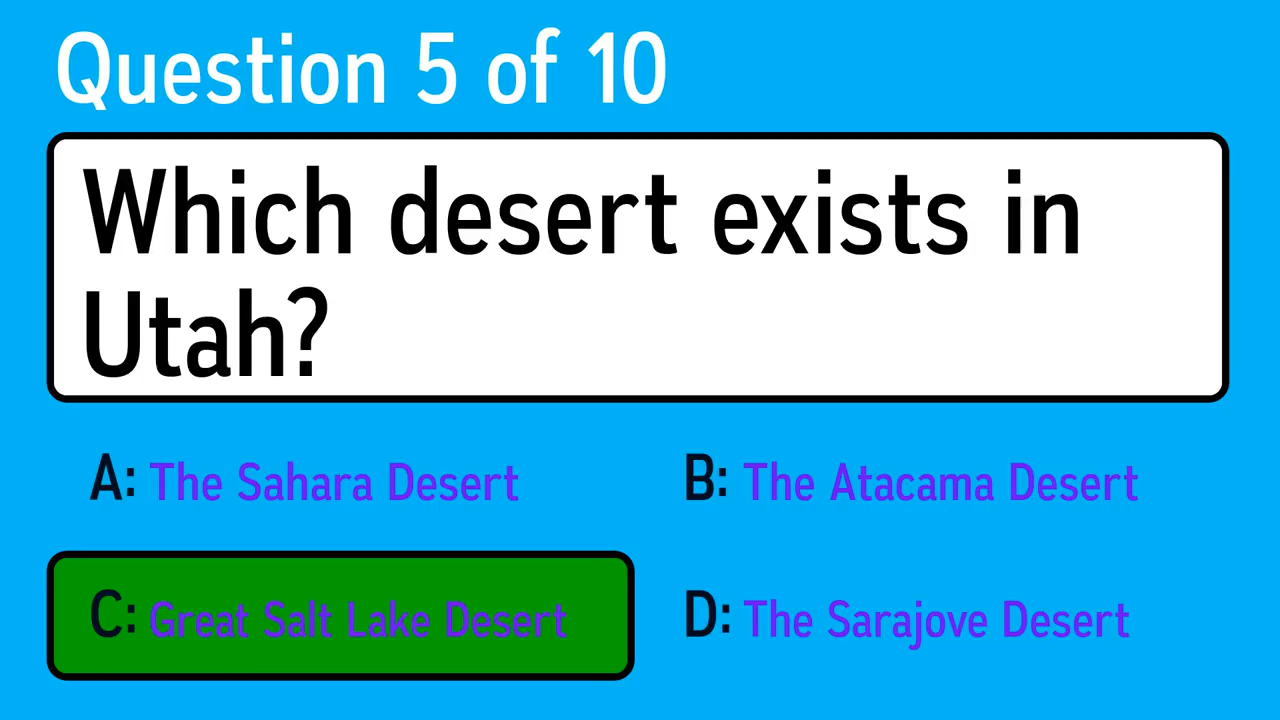 Question 5 of 10
Which desert exists in
Utah?
A: The Sahara Desert
B: The Atacama Desert
C: Great Salt Lake Desert
D: The Sarajove Desert